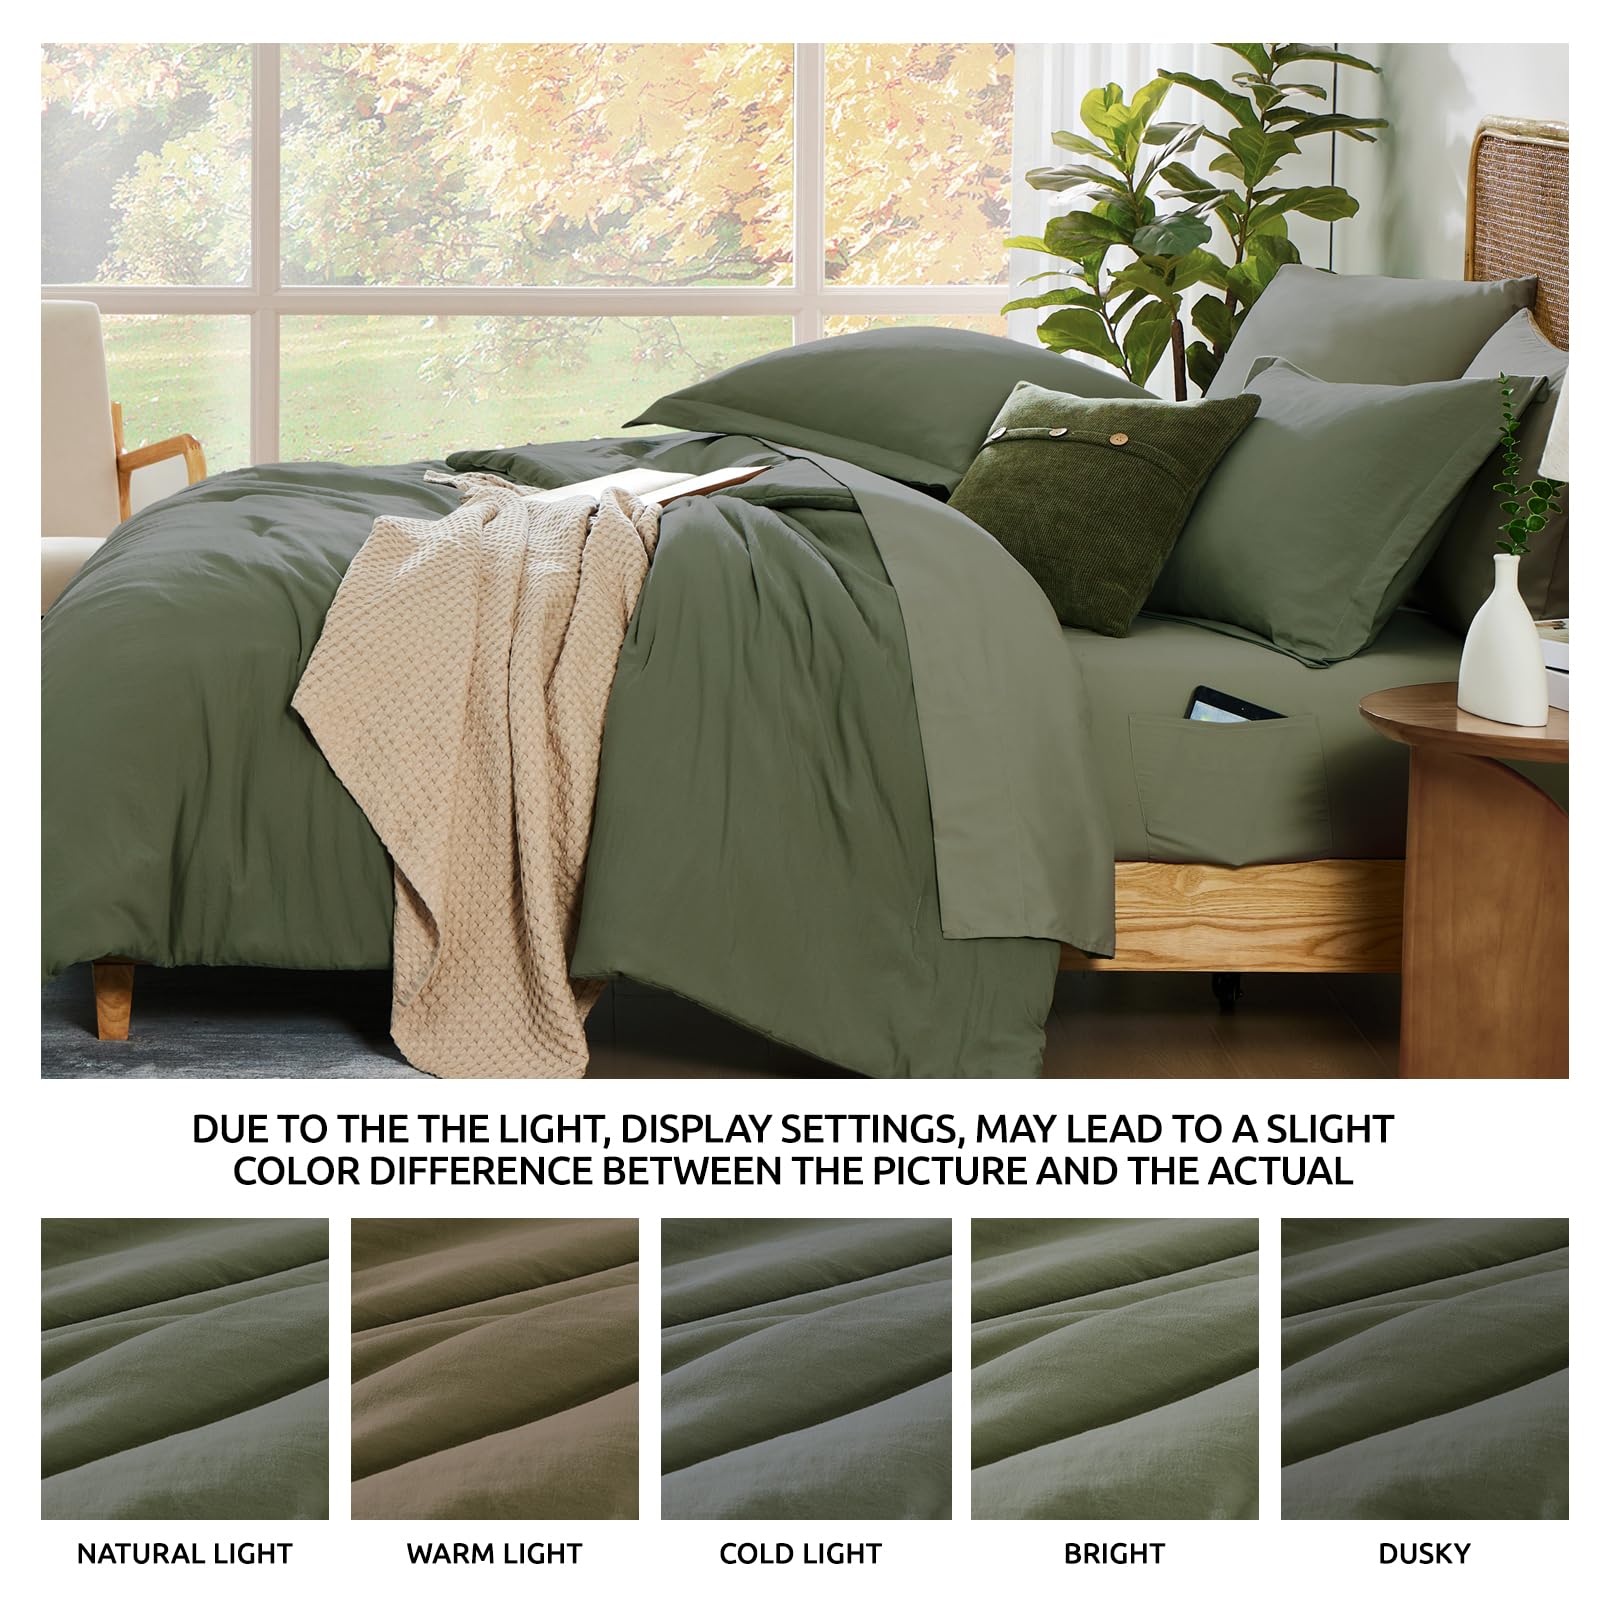 DUE TO THE THE LIGHT, DISPLAY SETTINGS, MAY LEAD TO A SLIGHT
COLOR DIFFERENCE BETWEEN THE PICTURE AND THE ACTUAL
NATURAL LIGHT
WARM LIGHT
COLD LIGHT
BRIGHT
DUSKY